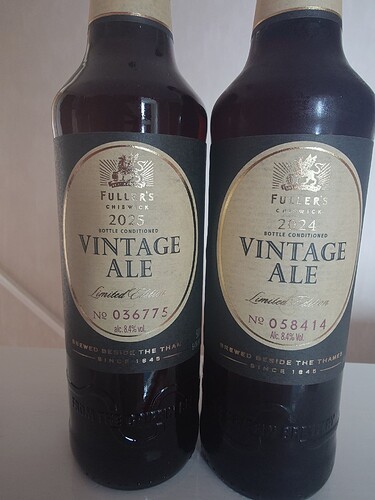 FULLER'S
CHISWICK
2025
BOTTLE CONDITIONED
VINTAGE
ALE
Limited Edition
No 036775
alc. 8.4% vol.
BREWED BESIDE THE THAM
SINCE 1845
FULLER'S
CHISWICK
2024
BOTTLE CONDITIONED
VINTAGE
ALE
Limited Edition
No 058414
Alc. 8.4% vol.
BREWED BESIDE THE THAMES
SINCE 1845